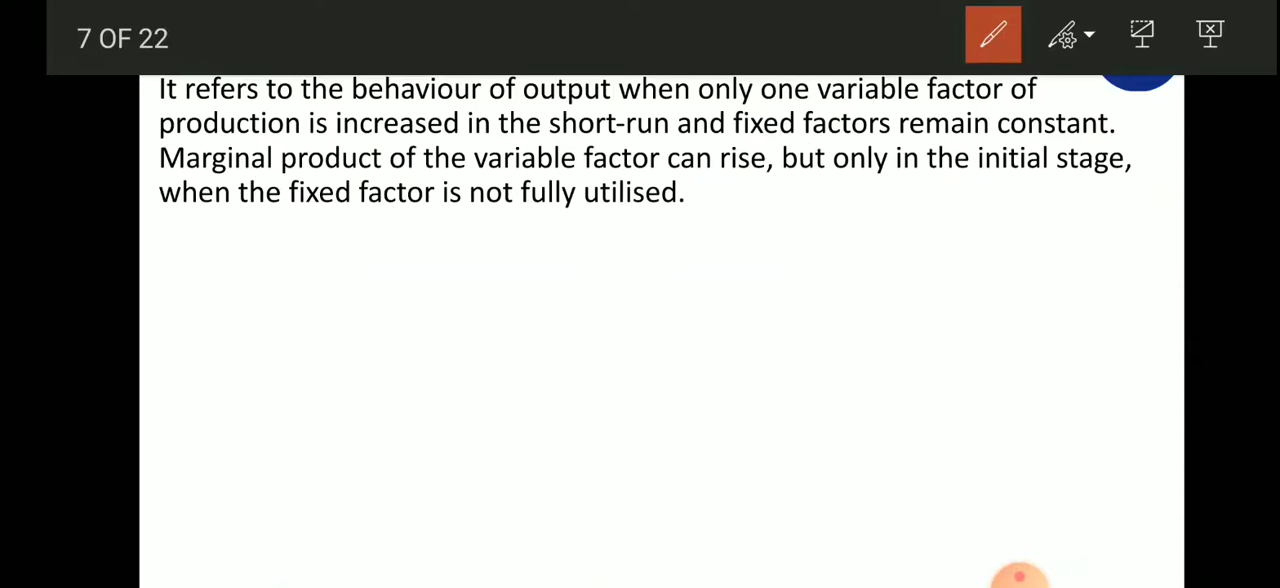 7 OF 22
It refers to the behaviour of output when only one variable factor of
production is increased in the short-run and fixed factors remain constant.
Marginal product of the variable factor can rise, but only in the initial stage,
when the fixed factor is not fully utilised.